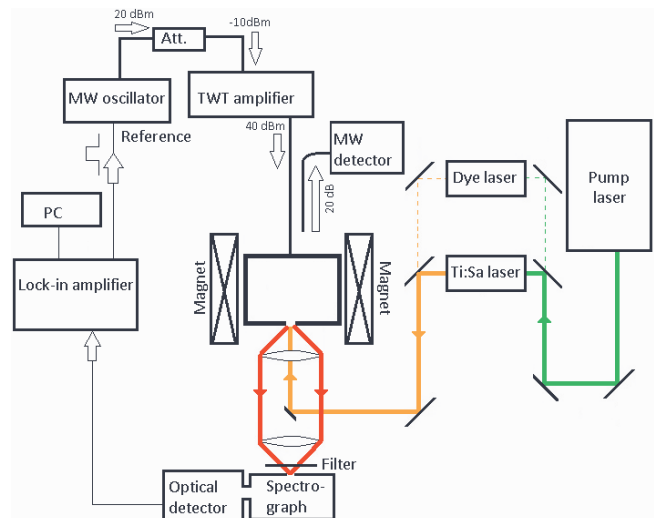 20 dBm
-10dBm
Att.
MW oscillator
TWT amplifier
Reference
40 dBm
MW
detector
20 dB
Dye laser
Pump
laser
PC
Lock-in amplifier
Magnet
Magnet
Ti:Sa laser
Filter
Optical
detector
Spectro-
graph